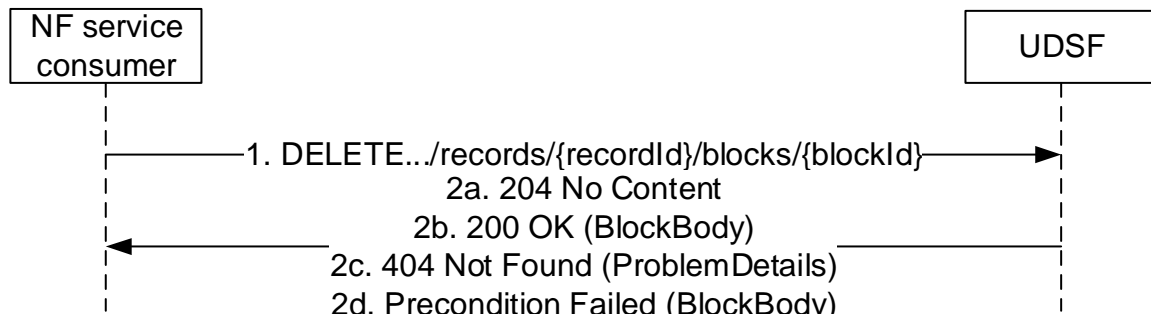 NF service
consumer
UDSF
1. DELETE.../records/{recordId}/blocks/{blockId}
2a. 204 No Content
2b. 200 OK (BlockBody)
2c. 404 Not Found (ProblemDetails)
2d. Precondition Failed (BlockBody)